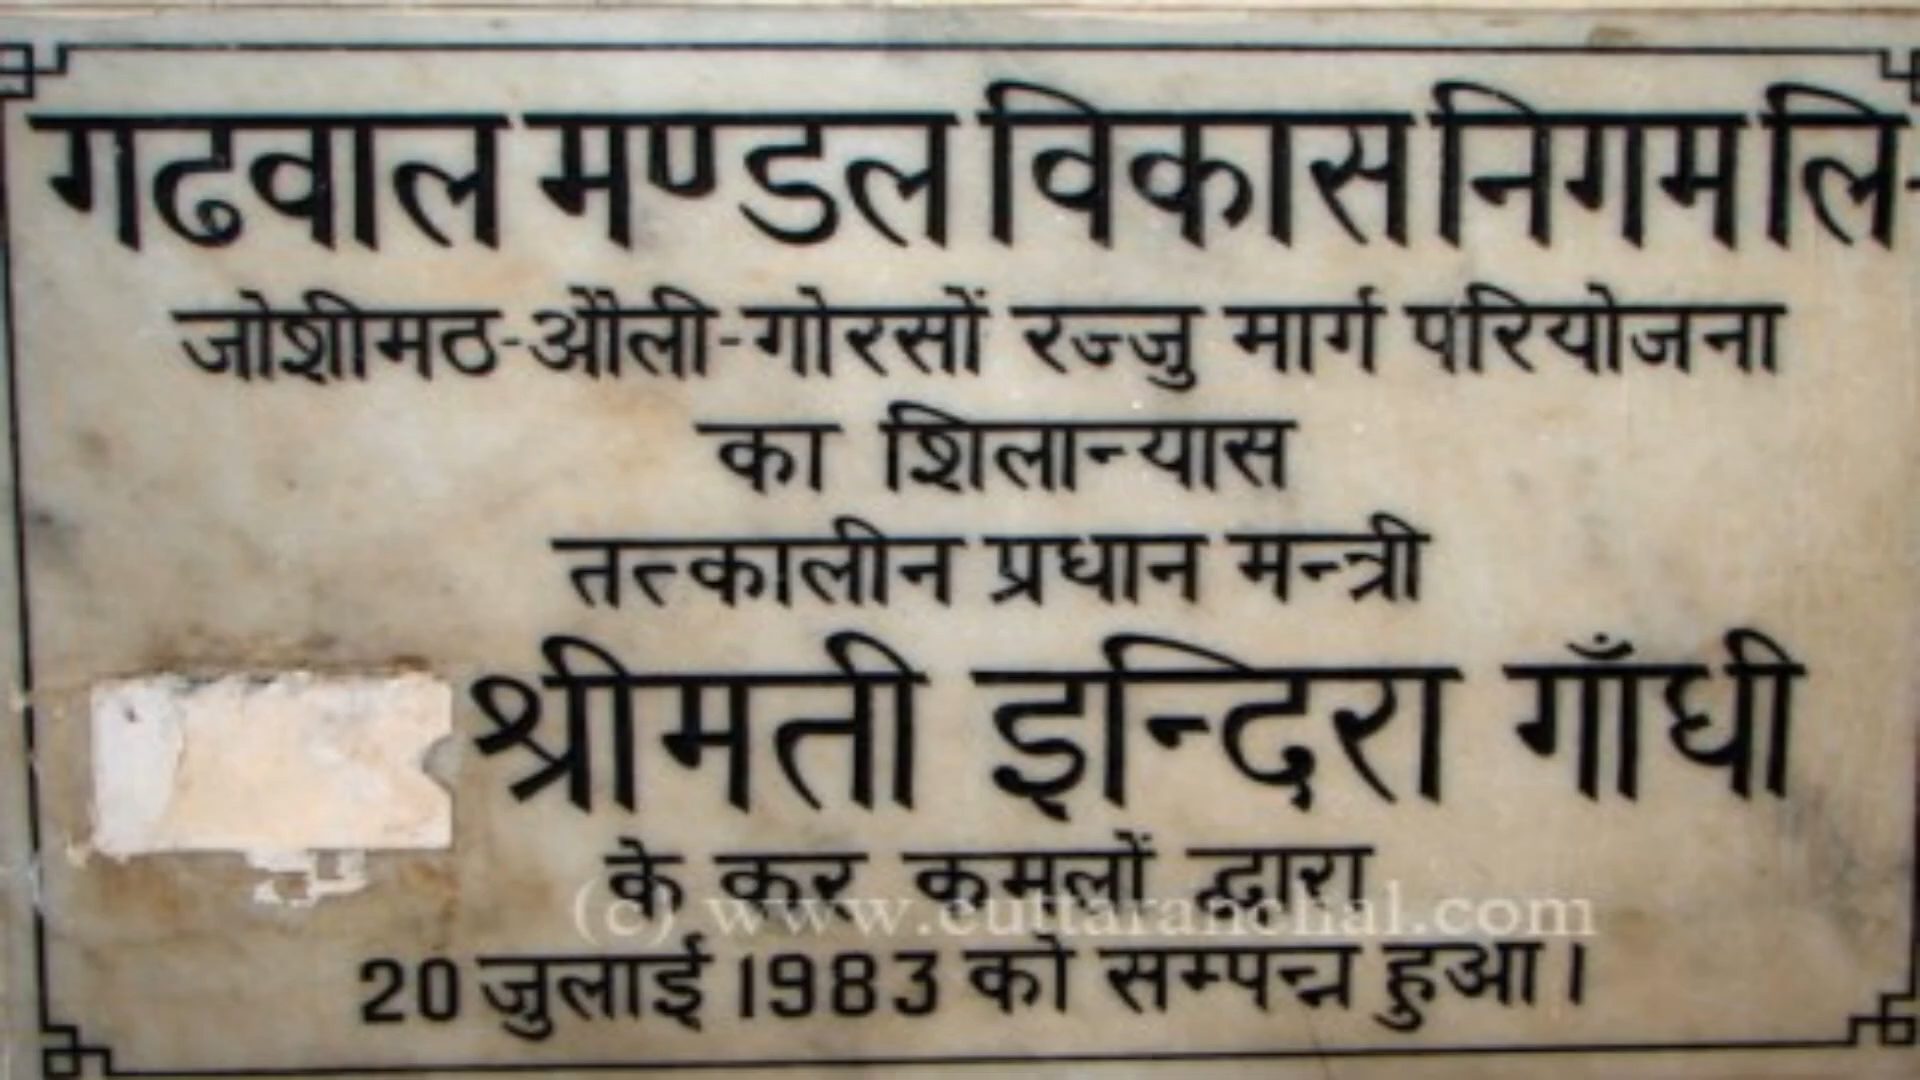 गढवाल मण्डल विकास निगम लि-
जोशीमठ-औली-गोरसों रज्जु मार्ग परियोजना
का शिलान्यास
तत्कालीन प्रधान मन्त्री
श्रीमती इन्दिरा गाँधी
के कर कमलों द्वारा
(c) www.euttaranchal.com
20 जुलाई 1983 को सम्पन्न हुआ।